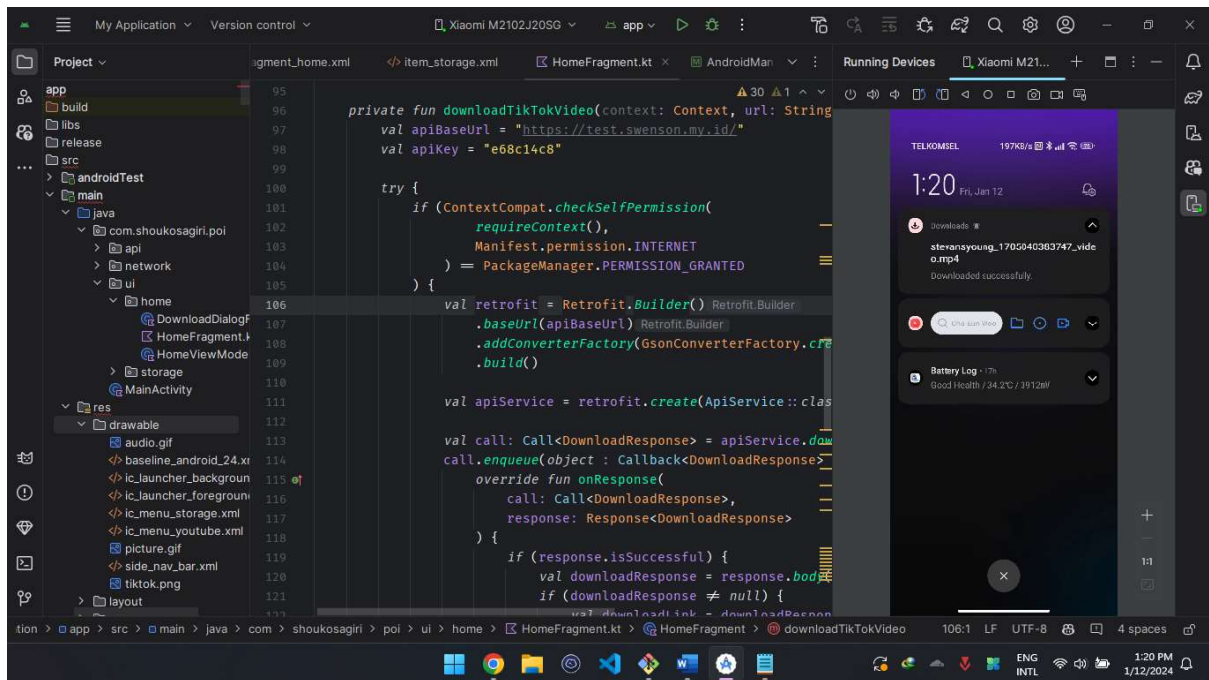 My Application
Version control
Xiaomi M2102J20SG
app
Project
agment_home.xml
item_storage.xml
HomeFragment.kt
AndroidMan
Running Devices
Xiaomi M21...
app
build
libs
release
src
androidTest
main
java
com.shoukosagiri.poi
api
network
ui
home
DownloadDialogF
HomeFragment.k
HomeViewMode
storage
MainActivity
res
drawable
audio.gif
baseline_android_24.x
ic_launcher_backgroun
ic_launcher_foregroun
ic_menu_storage.xml
ic_menu_youtube.xml
picture.gif
side_nav_bar.xml
tiktok.png
layout
30 1
95
96 private fun downloadTikTokVideo(context: Context, url: String
97 val apiBaseUrl = "https://test.swenson.my.id/"
98 val apiKey = "e68c14c8"
99
100 try {
101 if (ContextCompat.checkSelfPermission(
102 requireContext(),
103 Manifest.permission.INTERNET
104 ) == PackageManager.PERMISSION_GRANTED
105 ) {
106 val retrofit = Retrofit.Builder() Retrofit.Builder
107 .baseUrl(apiBaseUrl) Retrofit.Builder
108 .addConverterFactory(GsonConverterFactory.cre
109 .build()
110
111 val apiService = retrofit.create(ApiService::clas
112
113 val call: Call<DownloadResponse> = apiService.dow
114 call.enqueue(object : Callback<DownloadResponse>
115 override fun onResponse(
116 call: Call<DownloadResponse>,
117 response: Response<DownloadResponse>
118 ) {
119 if (response.isSuccessful) {
120 val downloadResponse = response.body(
121 if (downloadResponse ≠ null) {
122 val downloadLink = downloadRespon
TELKOMSEL 197KB/s
1:20 Fri, Jan 12
Downloads
stevansyoung_1705040383747_vide
o.mp4
Downloaded successfully.
Battery Log • 17h
Good Health / 34.2°C / 3912mV
1:1
tion > app > src > main > java > com > shoukosagiri > poi > ui > home > HomeFragment.kt > HomeFragment > downloadTikTokVideo
106:1 LF UTF-8 4 spaces
ENG
INTL
1:20 PM
1/12/2024